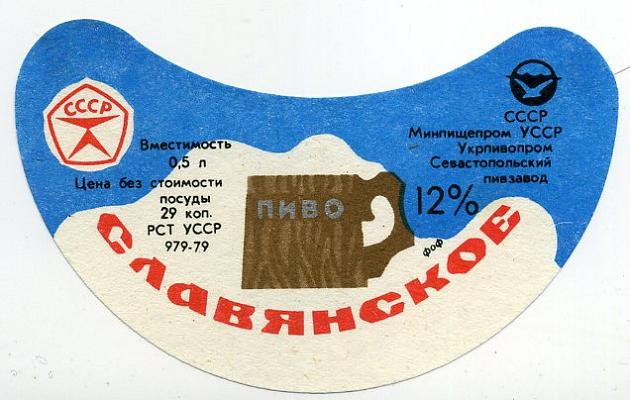 СССР
Вместимость
0,5 л
Цена без стоимости
посуды
29 коп.
РСТ УССР
979-79
СССР
Минпищепром УССР
Укрпивопром
Севастопольский
пивзавод
12%
ПИВО
ФОФ
СЛАВЯНСКОЕ